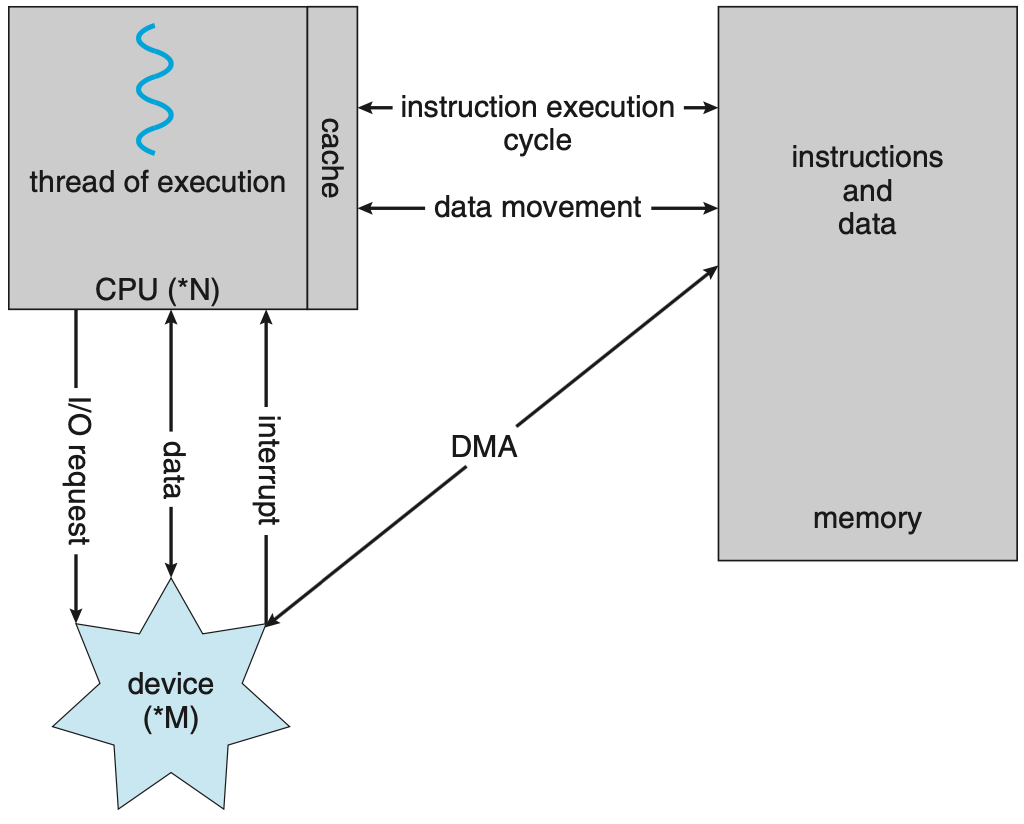 thread of execution
cache
CPU (*N)
instruction execution
cycle
data movement
instructions
and
data
memory
I/O request
data
interrupt
DMA
device
(*M)